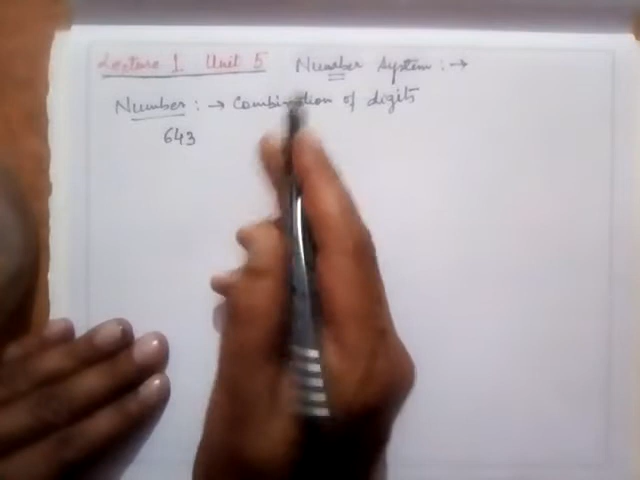 Lecture 1 Unit 5 Number System : →
Number : → Combination of digits
643